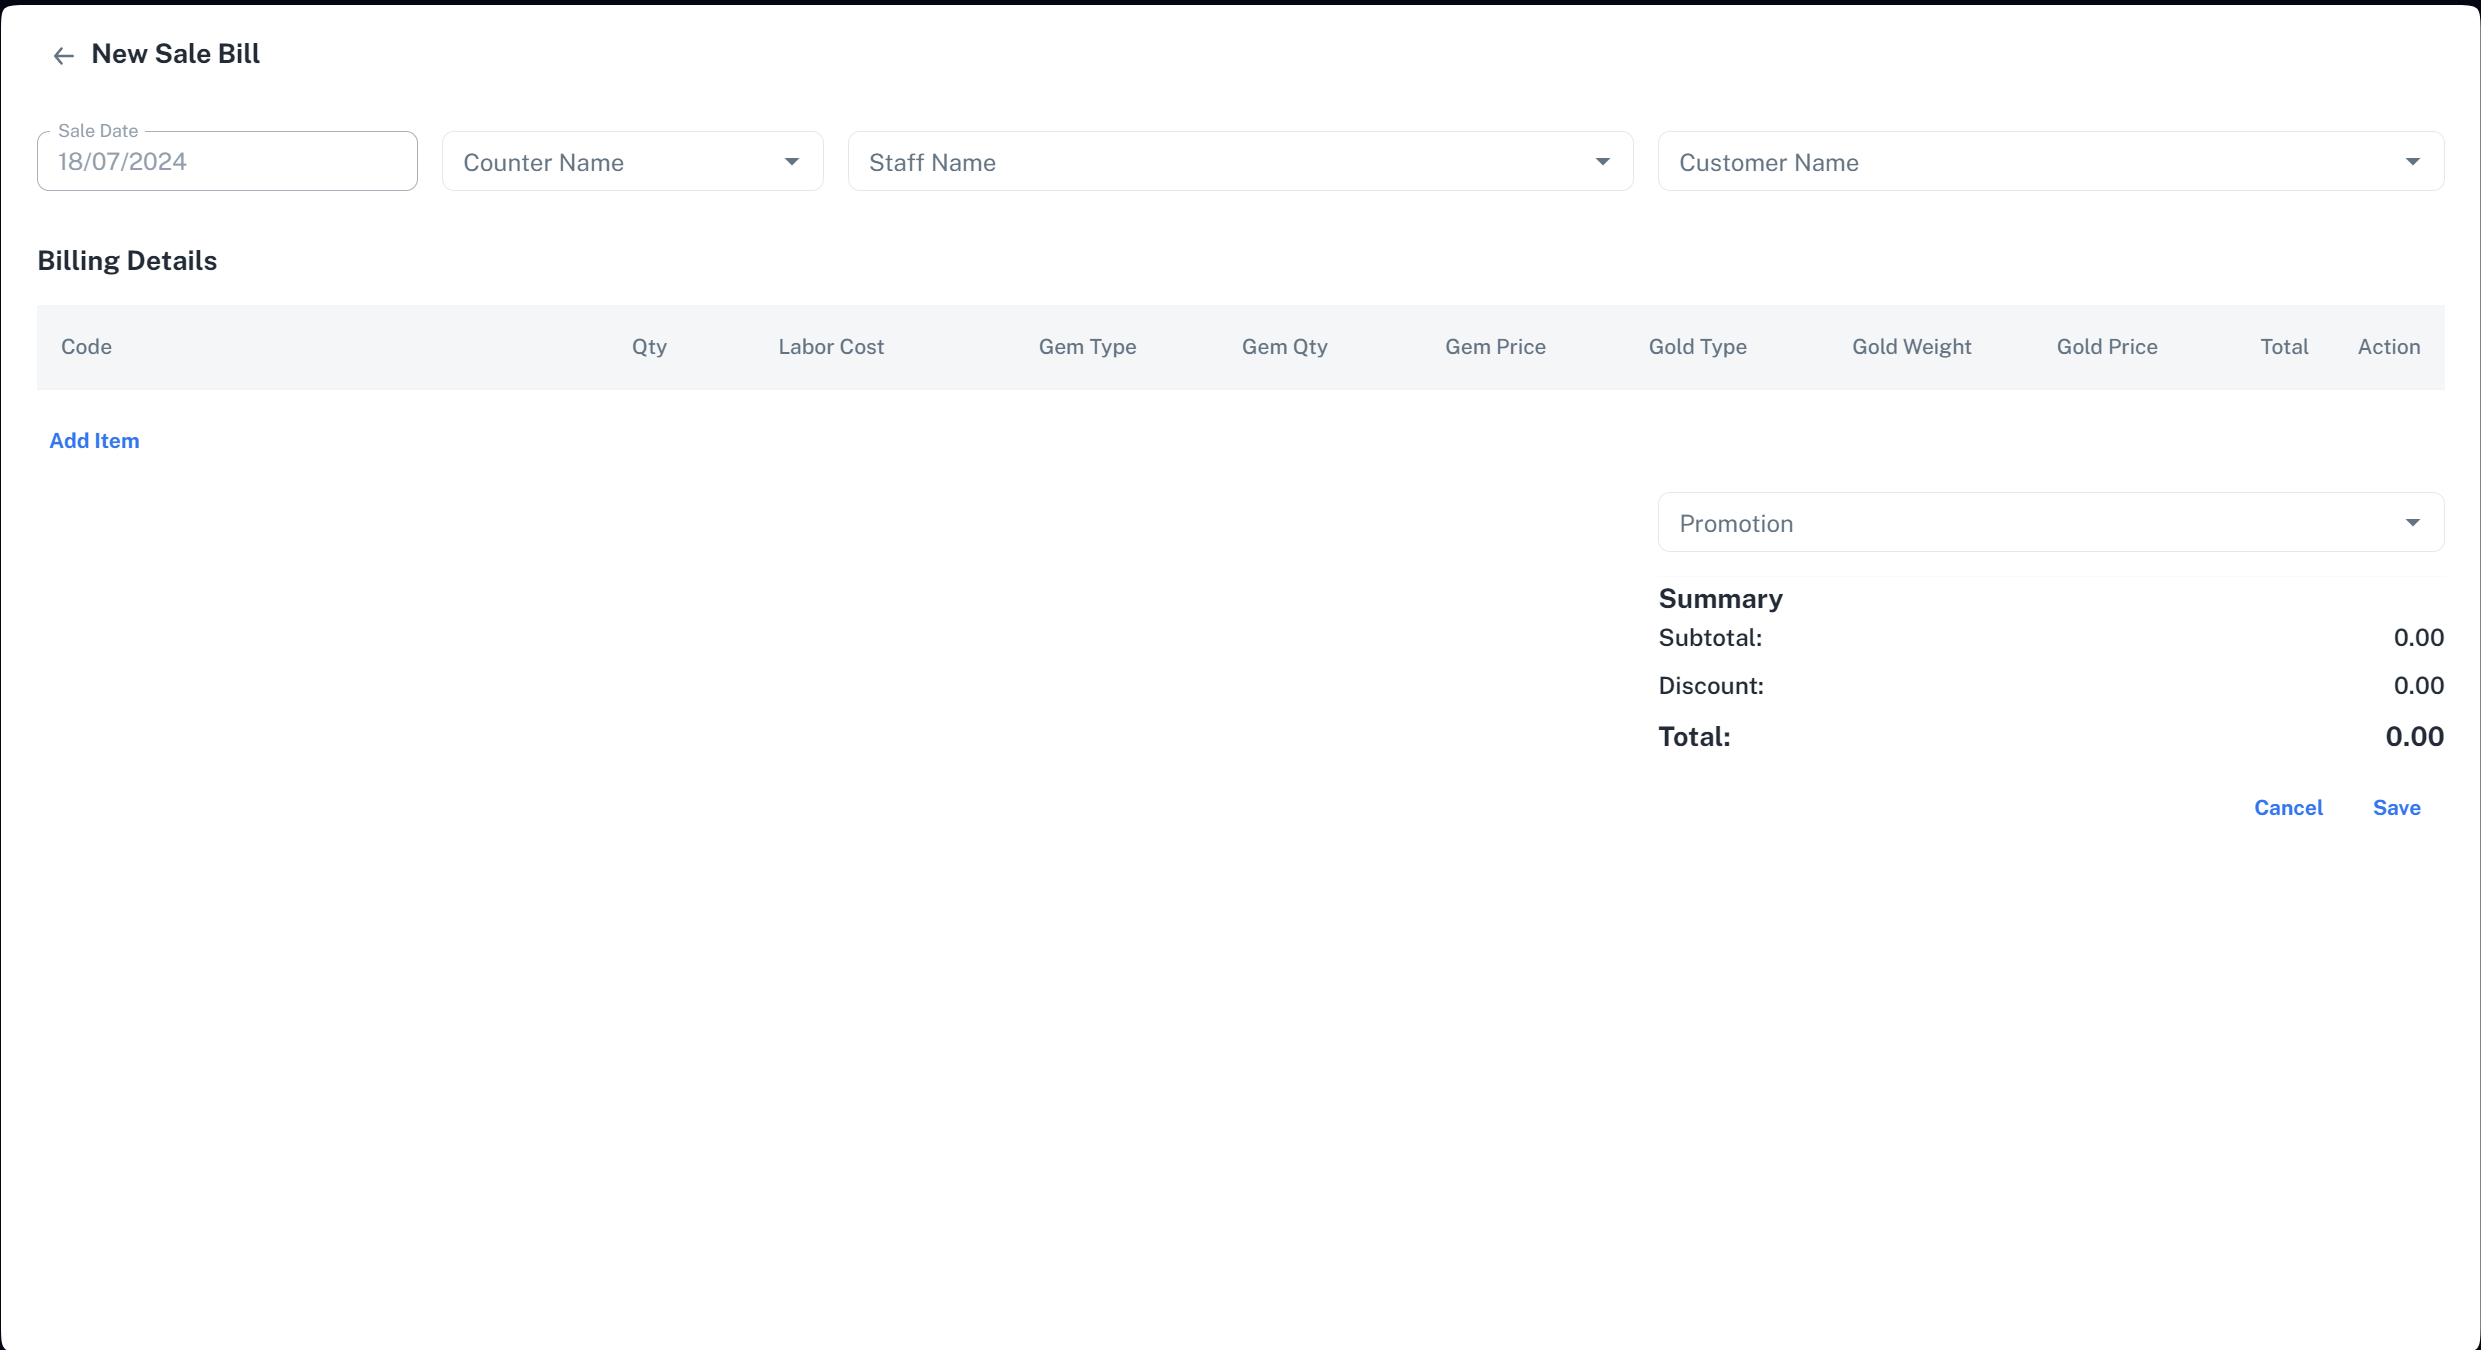 New Sale Bill
Sale Date
18/07/2024
Counter Name
Staff Name
Customer Name
Billing Details
Code Qty Labor Cost Gem Type Gem Qty Gem Price Gold Type Gold Weight Gold Price Total Action
Add Item
Promotion
Summary
Subtotal: 0.00
Discount: 0.00
Total: 0.00
Cancel Save